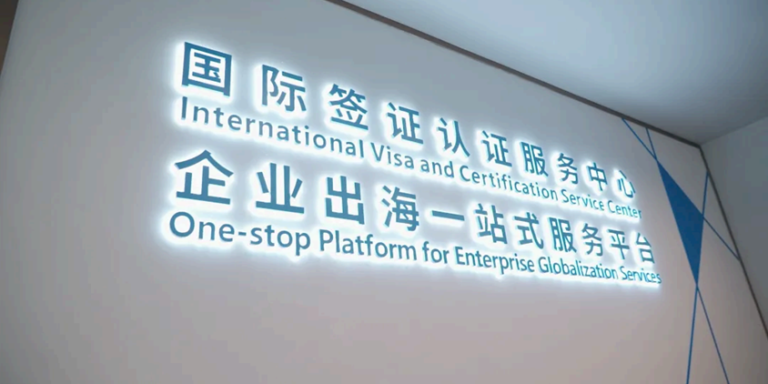 国际签证认证服务中心
International Visa and Certification Service Center
企业出海一站式服务平台
One-stop Platform for Enterprise Globalization Services